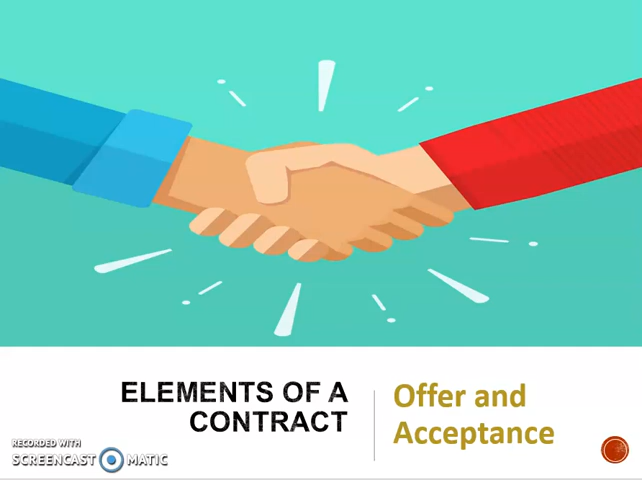 ELEMENTS OF A
CONTRACT
Offer and
Acceptance
RECORDED WITH
SCREENCAST MATIC